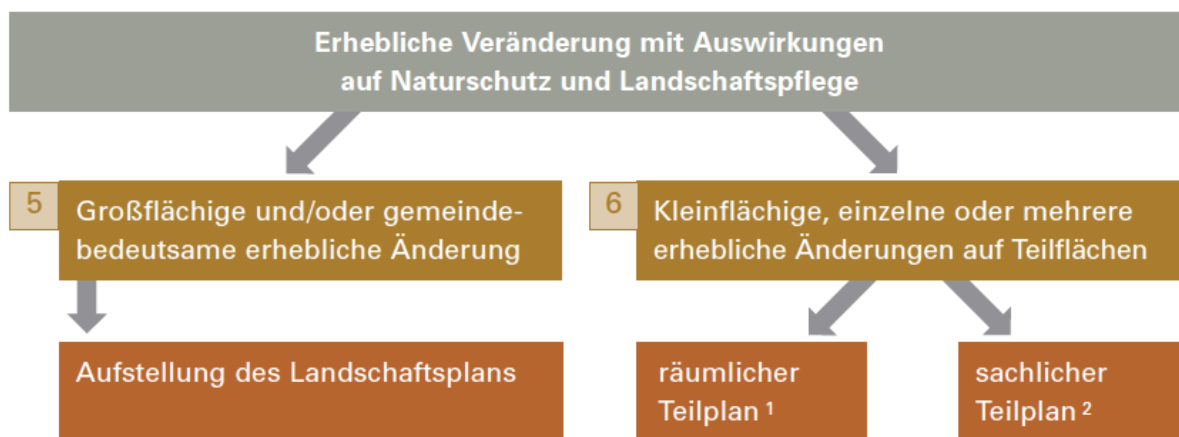 Erhebliche Veränderung mit Auswirkungen
auf Naturschutz und Landschaftspflege
5
Großflächige und/oder gemeinde-
bedeutsame erhebliche Änderung
6
Kleinflächige, einzelne oder mehrere
erhebliche Änderungen auf Teilflächen
Aufstellung des Landschaftsplans
räumlicher
Teilplan ¹
sachlicher
Teilplan ²